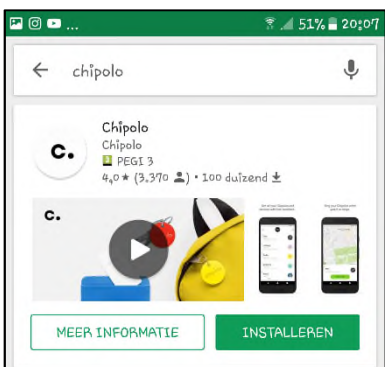 ... 51% 20:07
chipolo
c.
Chipolo
Chipolo
PEGI 3
4,0★ (3.370) • 100 duizend
c.
MEER INFORMATIE
INSTALLEREN